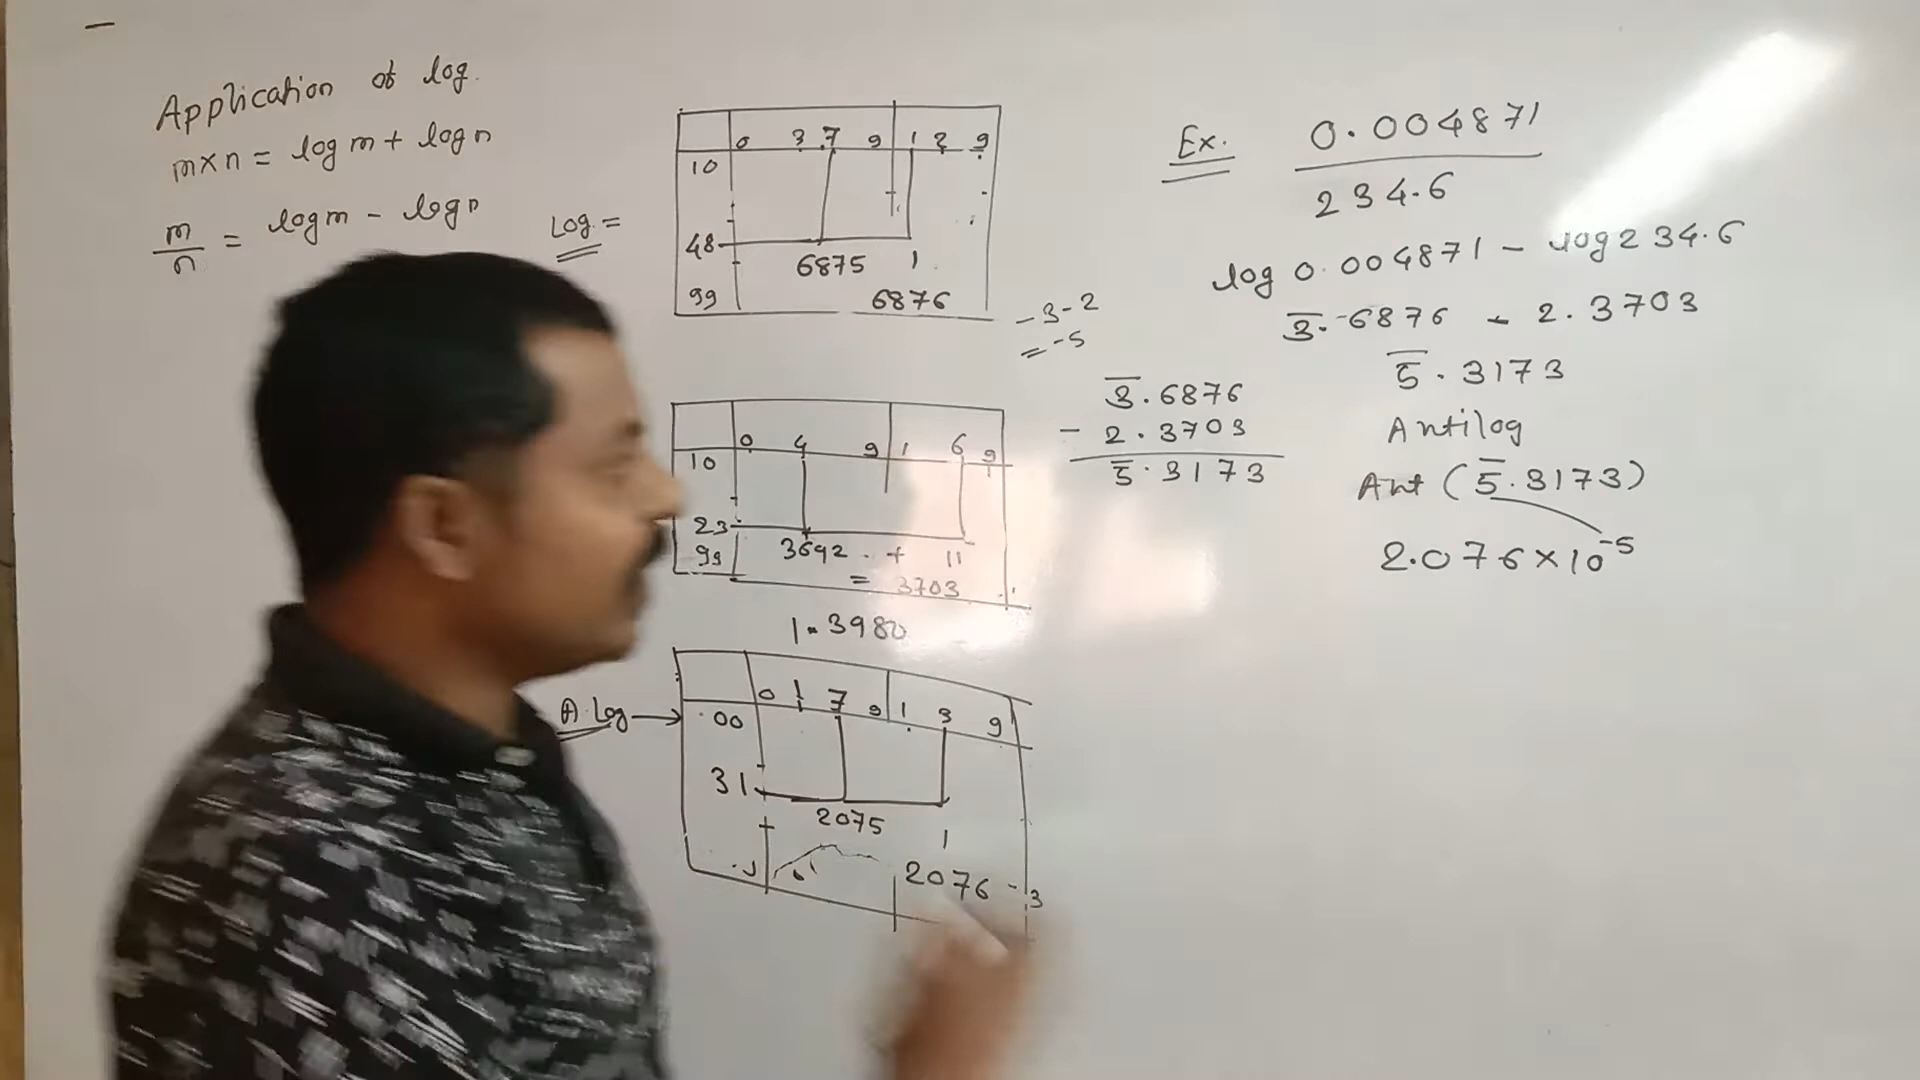 Application of log.
m×n = log m + log n
m/n = log m - log n
Log =
0 3 7 9 1 2 9
10
48
6875 1
99 6876
-3-2
= -5
0 4 9 1 6 9
10
23
99 3692 + 11
= 3703
1.3980
A.Log →
0 1 7 9 1 3 9
.00
31
2075 1
2076
3
3̅.6876
- 2.3703
5̅.3173
Ex. 0.004871
234.6
log 0.004871 - log 234.6
3̅.6876 - 2.3703
5̅.3173
Antilog
Ant (5̅.3173)
2.076×10⁻⁵